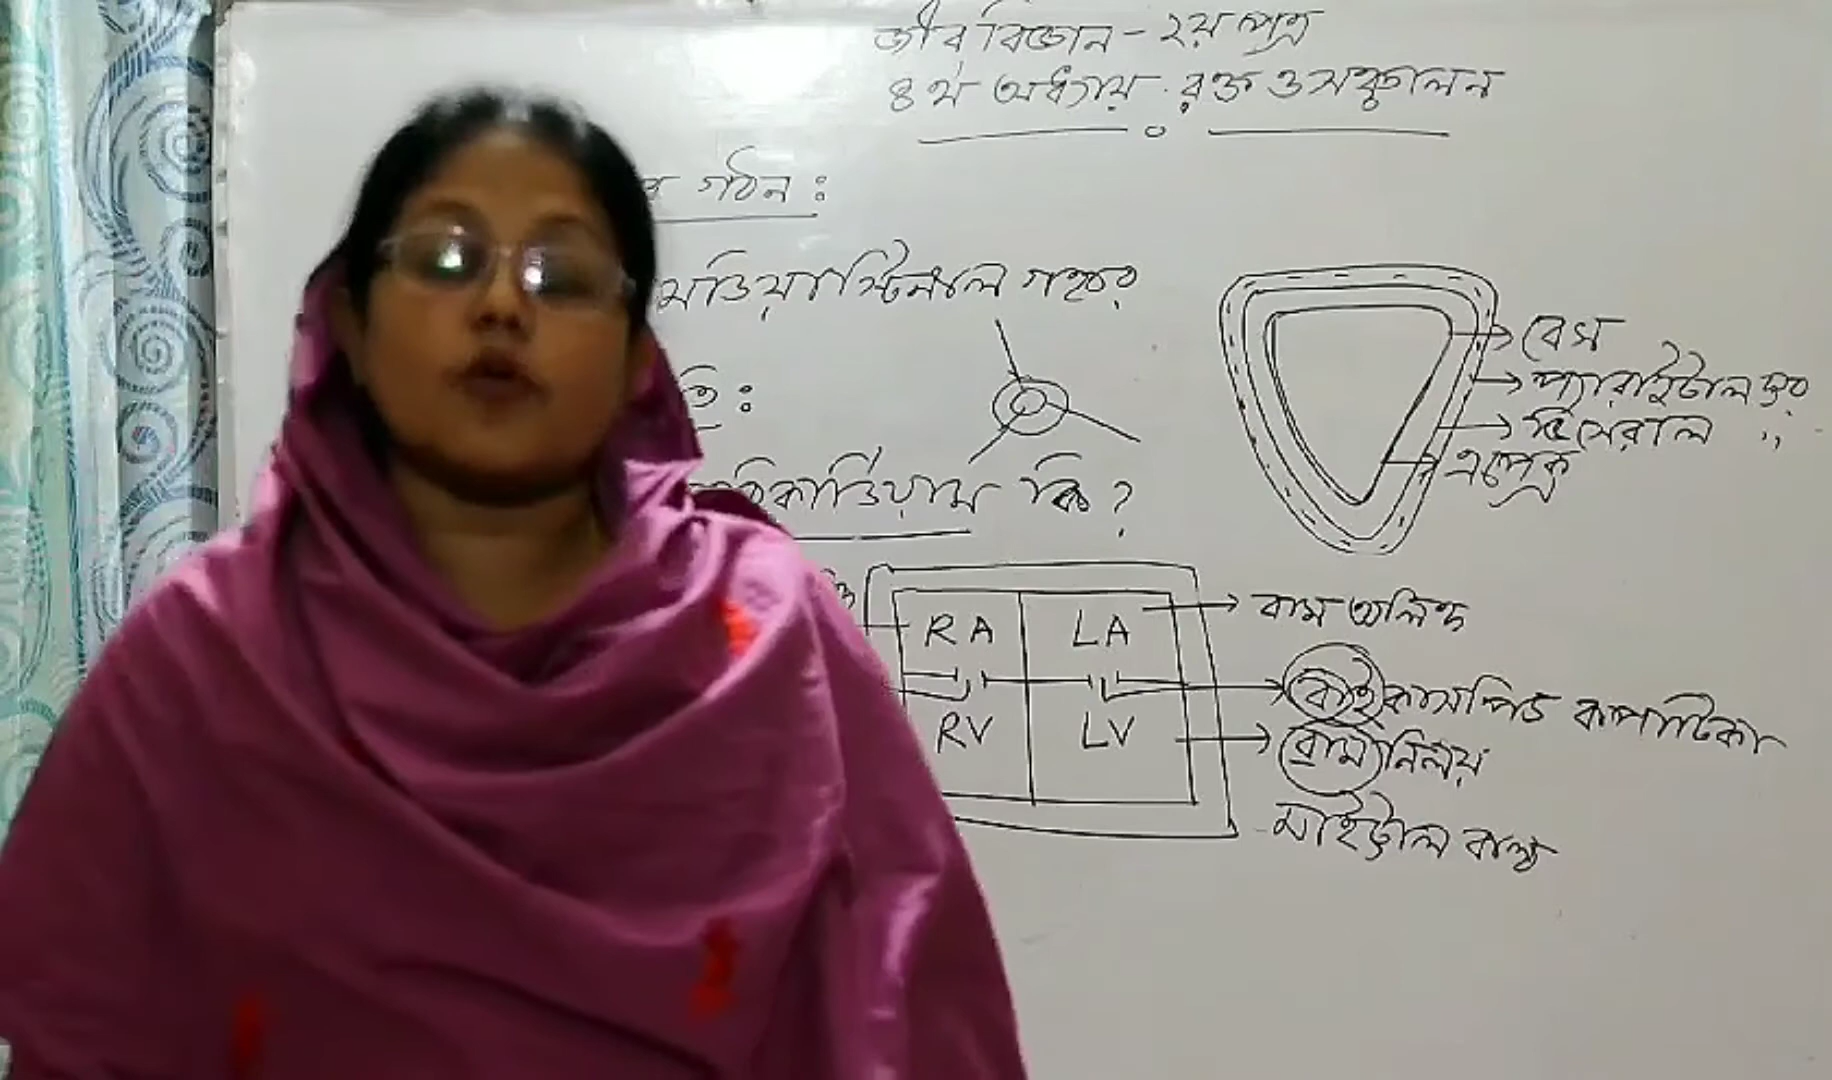 জীববিজ্ঞান - ২য় পত্র
৪র্থ অধ্যায় : রক্ত ও সঞ্চালন
গঠন :
মেডিয়াস্টিনাল গহ্বর
তি :
কার্ডিয়াম কি ?
বেস
প্যারাইটাল স্তর
ভিসেরাল ,,
এপেক্স
RA
LA
বাম অলিন্দ
বাইকাসপিড কপাটিকা
RV
LV
বাম নিলয়
মাইট্রাল বাল্ব